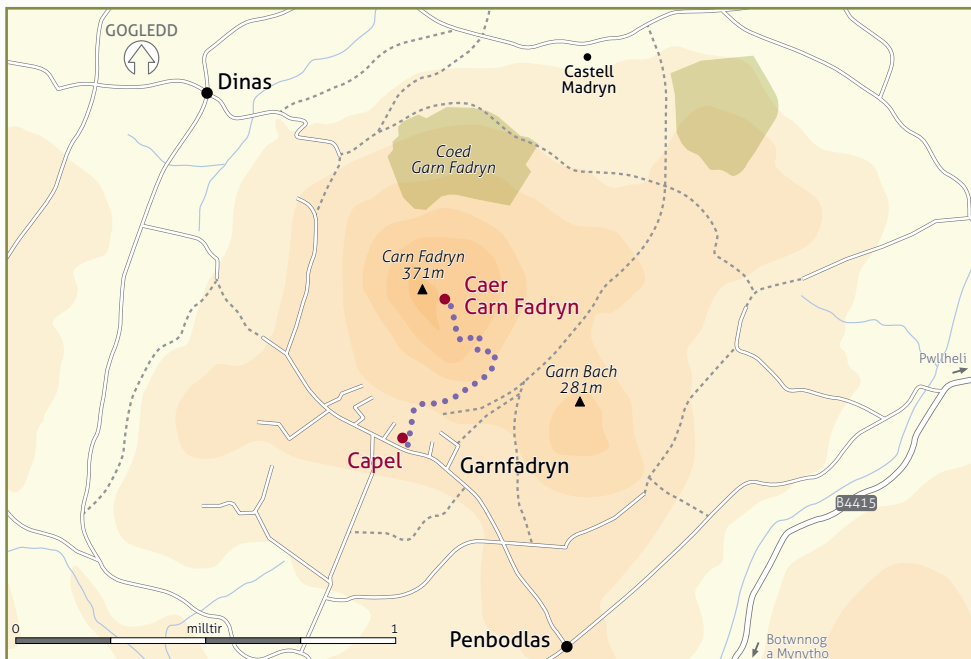 GOGLEDD
Dinas
Castell
Madryn
Coed
Garn Fadryn
Carn Fadryn
371m
Caer
Carn Fadryn
Pwllheli
Garn Bach
281m
Capel
Garnfadryn
B4415
0
milltir
1
Penbodlas
Botwnnog
a Mynytho